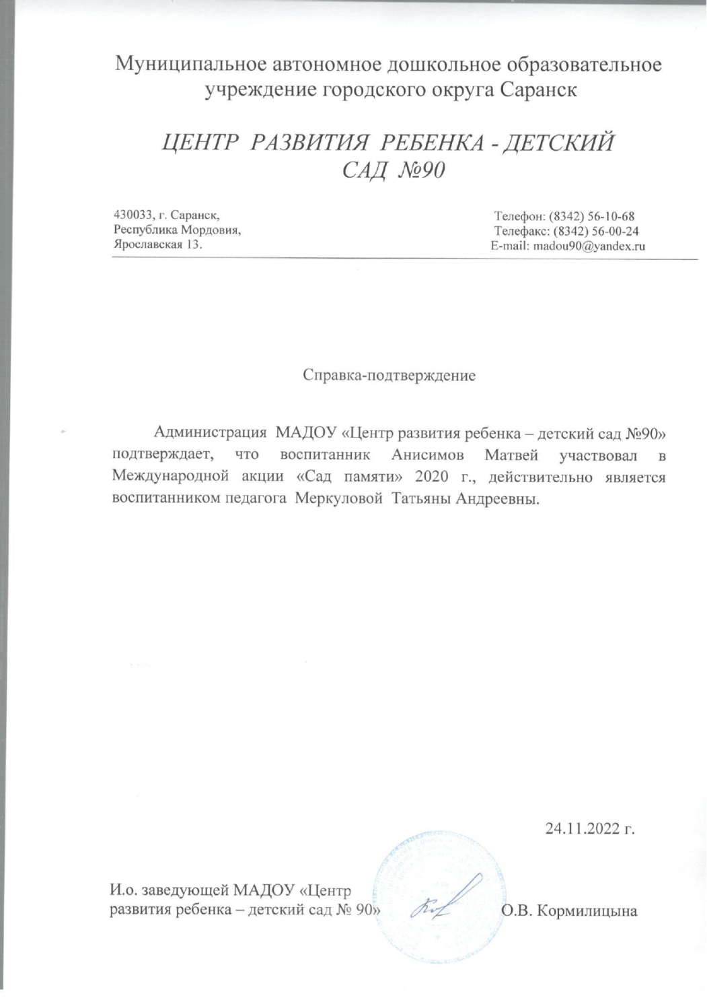 Муниципальное автономное дошкольное образовательное
учреждение городского округа Саранск
ЦЕНТР РАЗВИТИЯ РЕБЕНКА - ДЕТСКИЙ
САД №90
430033, г. Саранск,
Республика Мордовия,
Ярославская 13.
Телефон: (8342) 56-10-68
Телефакс: (8342) 56-00-24
E-mail: madou90@yandex.ru
Справка-подтверждение
Администрация МАДОУ «Центр развития ребенка – детский сад №90»
подтверждает, что воспитанник Анисимов Матвей участвовал в
Международной акции «Сад памяти» 2020 г., действительно является
воспитанником педагога Меркуловой Татьяны Андреевны.
24.11.2022 г.
И.о. заведующей МАДОУ «Центр
развития ребенка – детский сад № 90»
О.В. Кормилицына